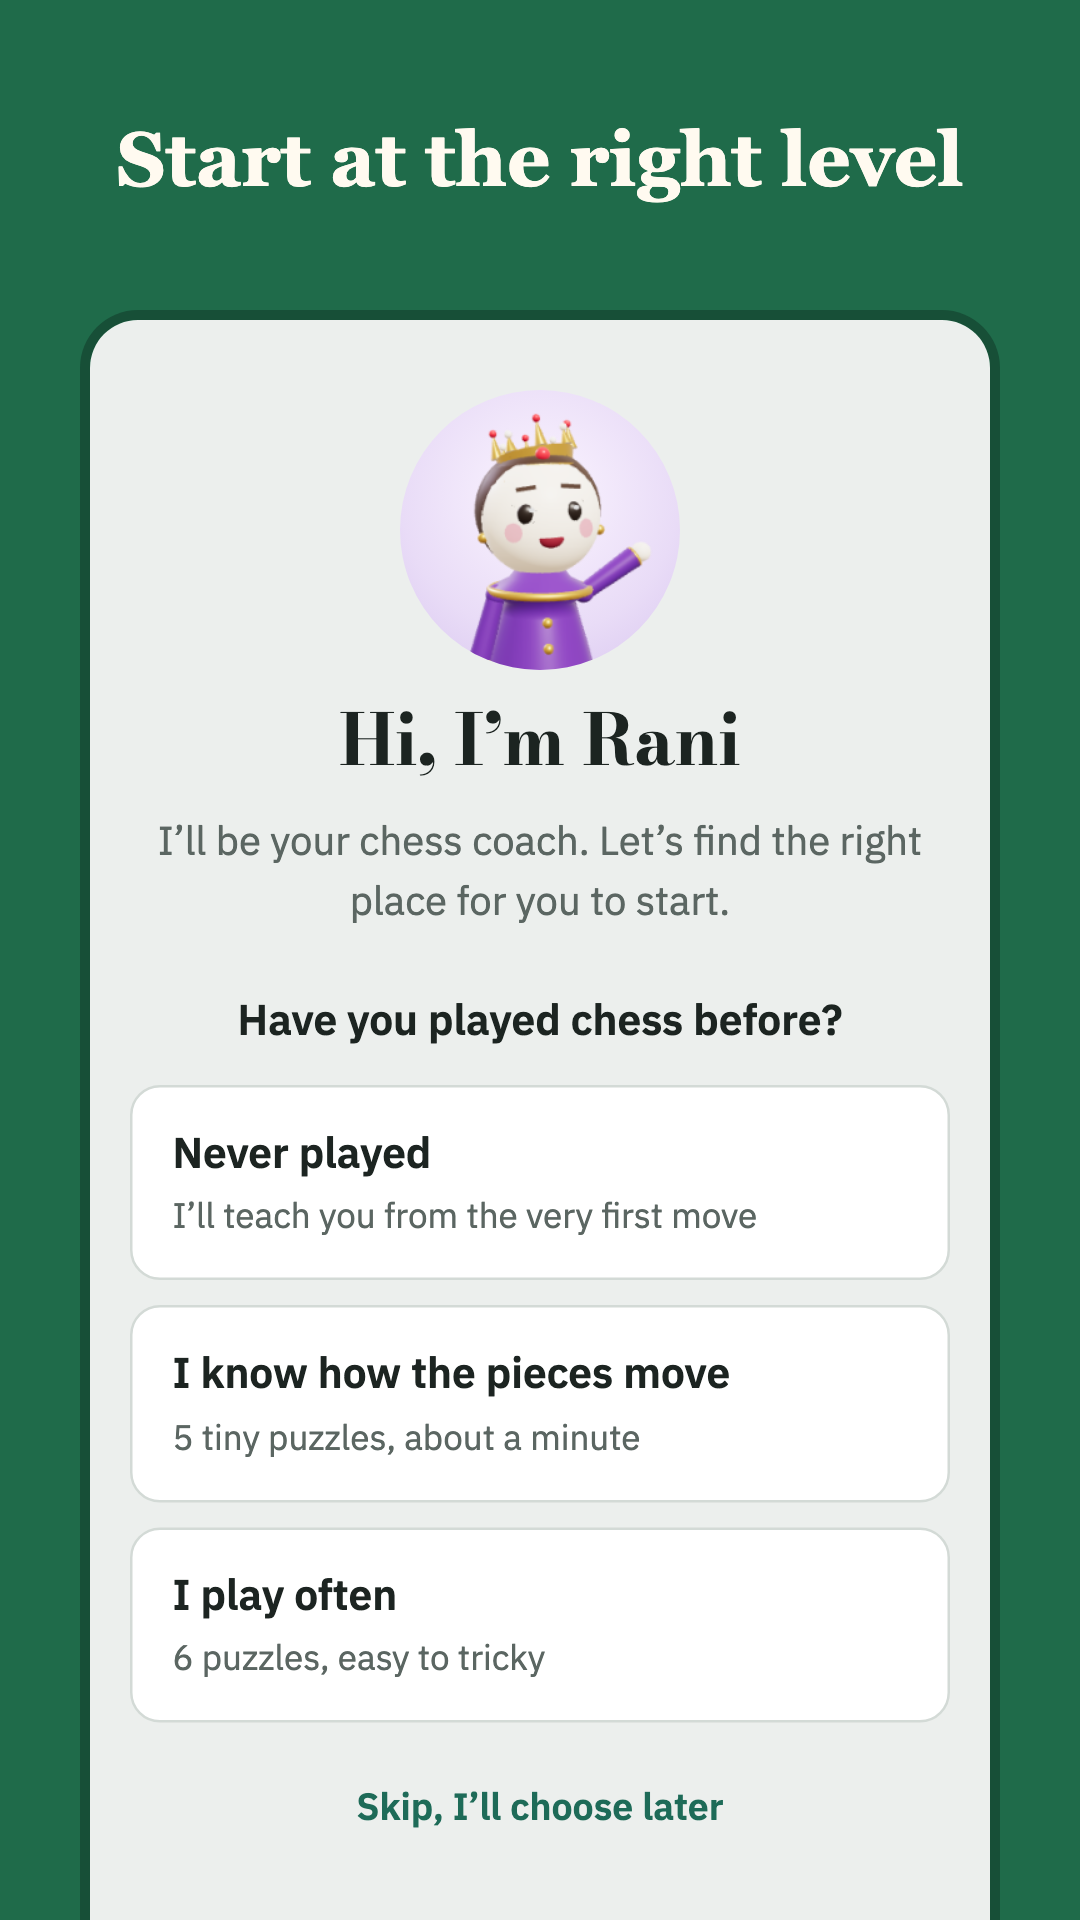 Start at the right level
Hi, I’m Rani
I’ll be your chess coach. Let’s find the right
place for you to start.
Have you played chess before?
Never played
I’ll teach you from the very first move
I know how the pieces move
5 tiny puzzles, about a minute
I play often
6 puzzles, easy to tricky
Skip, I’ll choose later